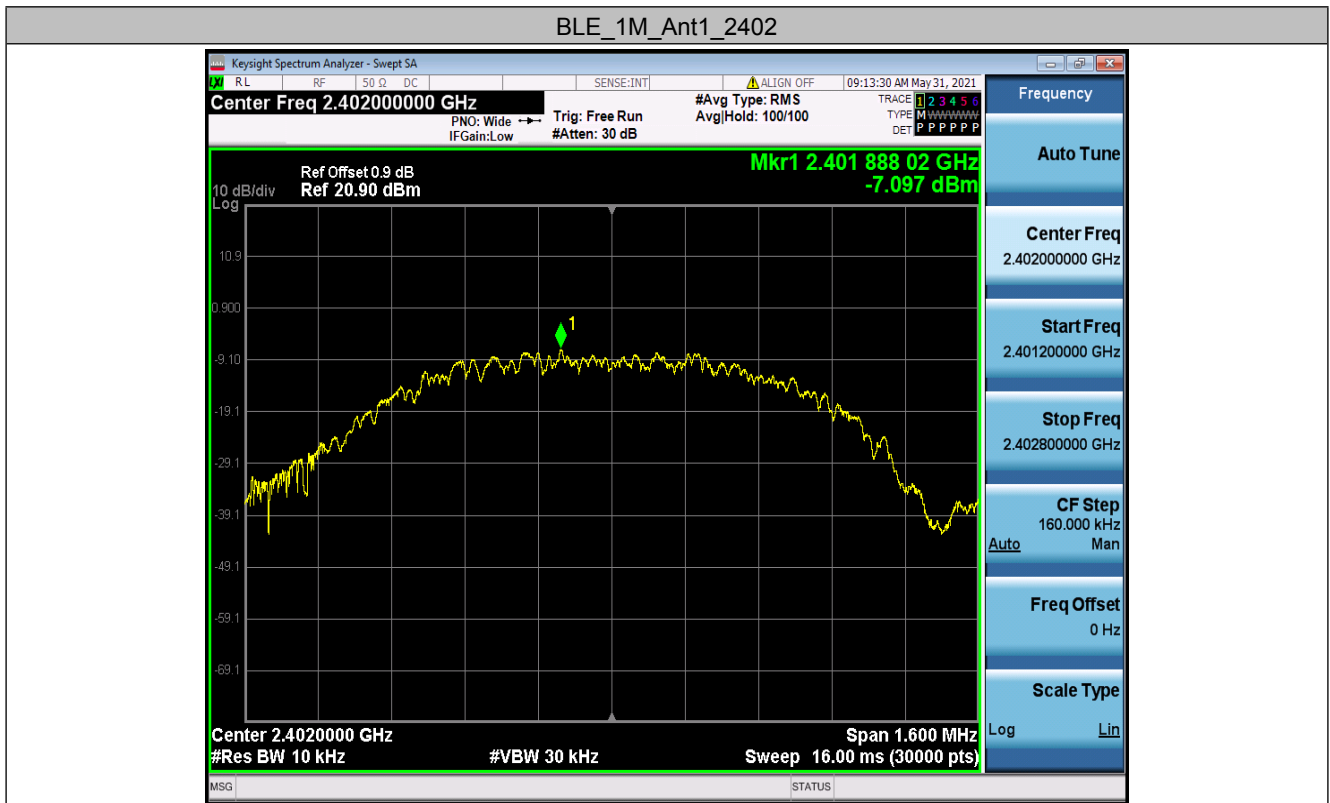 BLE_1M_Ant1_2402
Keysight Spectrum Analyzer - Swept SA
LXI RL RF 50 Ω DC SENSE:INT ALIGN OFF 09:13:30 AM May 31, 2021
Center Freq 2.402000000 GHz
PNO: Wide
IFGain:Low
Trig: Free Run
#Atten: 30 dB
#Avg Type: RMS
Avg|Hold: 100/100
TRACE 1 2 3 4 5 6
TYPE M WWWWW
DET P P P P P P
Mkr1 2.401 888 02 GHz
-7.097 dBm
Ref Offset 0.9 dB
10 dB/div Ref 20.90 dBm
Log
10.9
0.900
-9.10
-19.1
-29.1
-39.1
-49.1
-59.1
-69.1
1
Center 2.4020000 GHz Span 1.600 MHz
#Res BW 10 kHz #VBW 30 kHz Sweep 16.00 ms (30000 pts)
MSG STATUS
Frequency
Auto Tune
Center Freq
2.402000000 GHz
Start Freq
2.401200000 GHz
Stop Freq
2.402800000 GHz
CF Step
160.000 kHz
Auto Man
Freq Offset
0 Hz
Scale Type
Log Lin